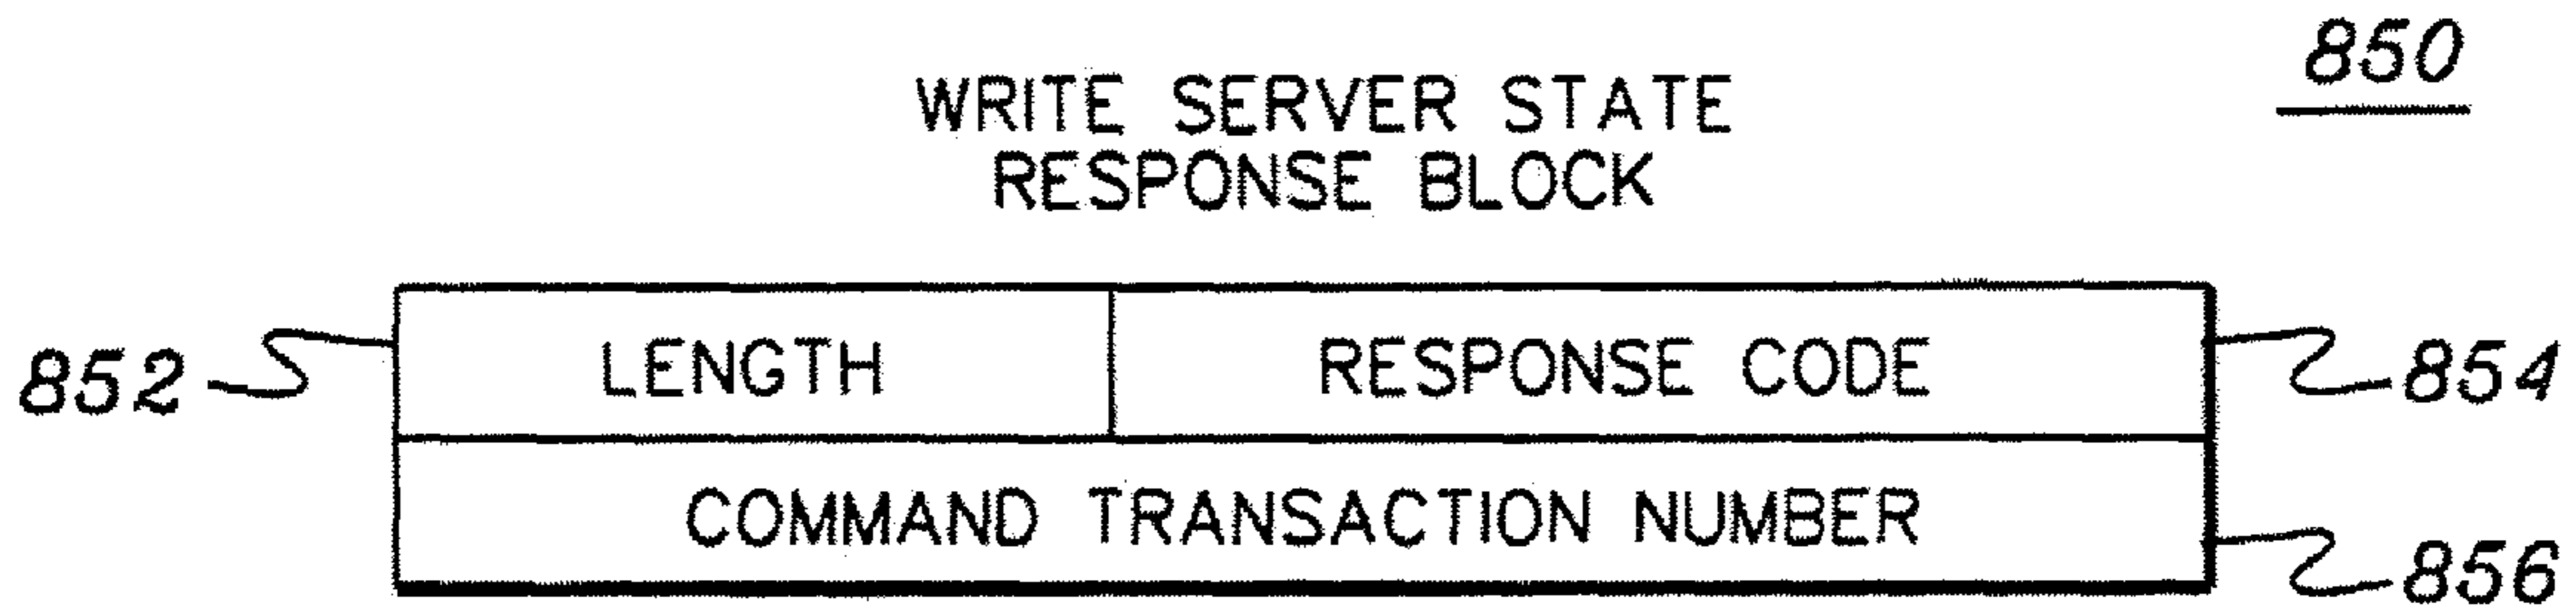 850
WRITE SERVER STATE
RESPONSE BLOCK
852 LENGTH RESPONSE CODE 854
COMMAND TRANSACTION NUMBER 856